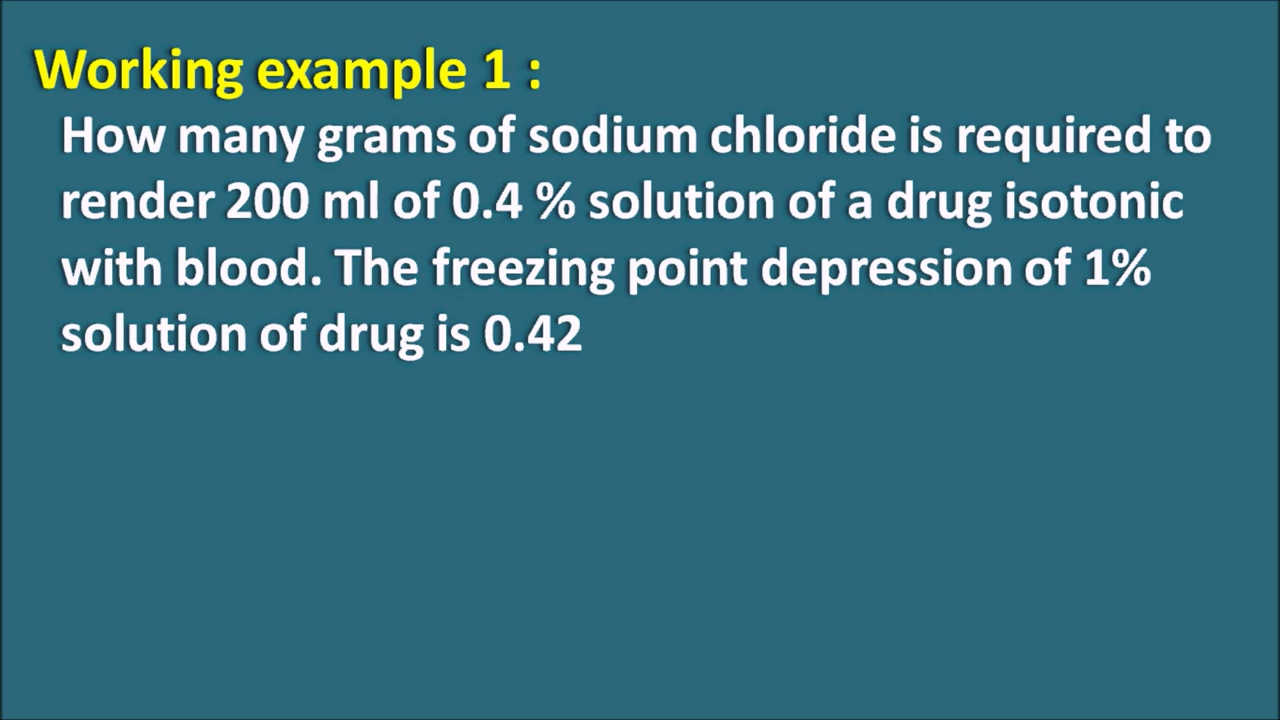 Working example 1 :
How many grams of sodium chloride is required to
render 200 ml of 0.4 % solution of a drug isotonic
with blood. The freezing point depression of 1%
solution of drug is 0.42